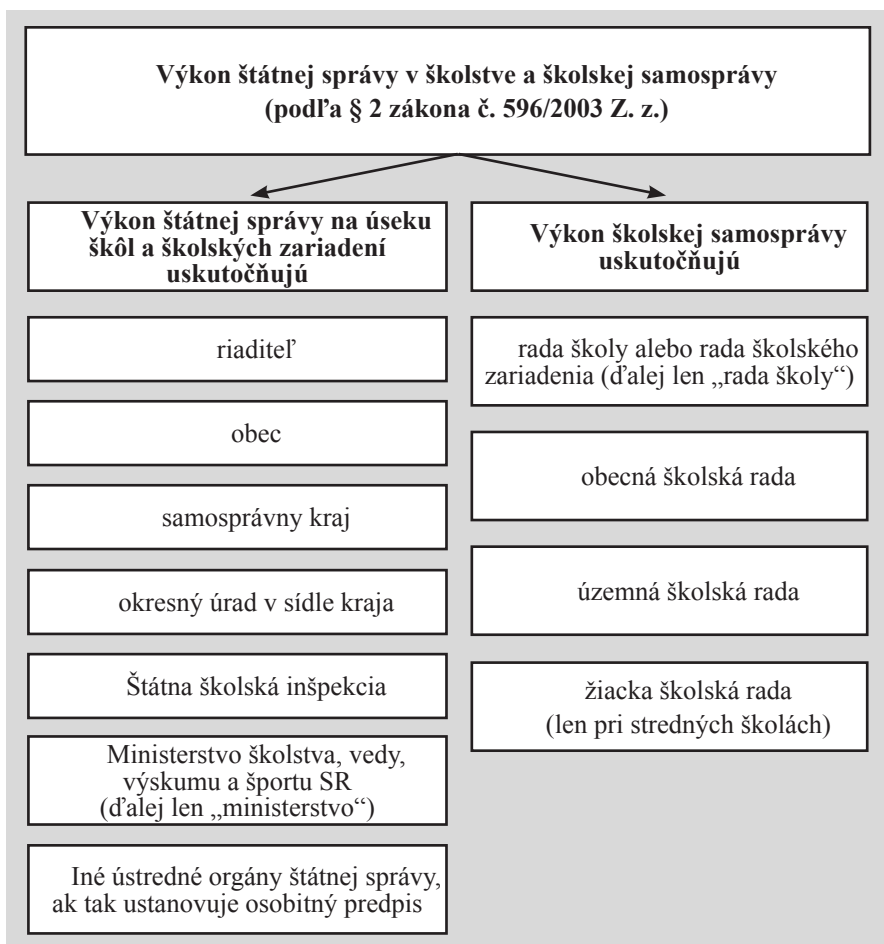 Výkon štátnej správy v školstve a školskej samosprávy
(podľa § 2 zákona č. 596/2003 Z. z.)
Výkon štátnej správy na úseku
škôl a školských zariadení
uskutočňujú
riaditeľ
obec
samosprávny kraj
okresný úrad v sídle kraja
Štátna školská inšpekcia
Ministerstvo školstva, vedy,
výskumu a športu SR
(ďalej len „ministerstvo“)
Iné ústredné orgány štátnej správy,
ak tak ustanovuje osobitný predpis
Výkon školskej samosprávy
uskutočňujú
rada školy alebo rada školského
zariadenia (ďalej len „rada školy“)
obecná školská rada
územná školská rada
žiacka školská rada
(len pri stredných školách)